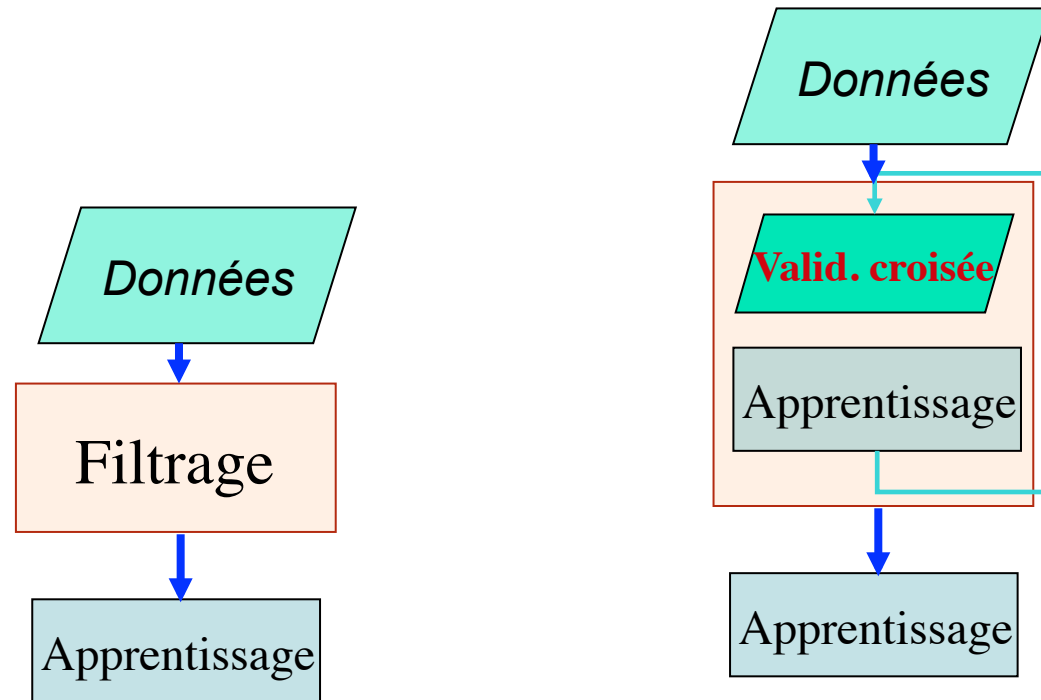 Données
Filtrage
Apprentissage
Données
Valid. croisée
Apprentissage
Apprentissage